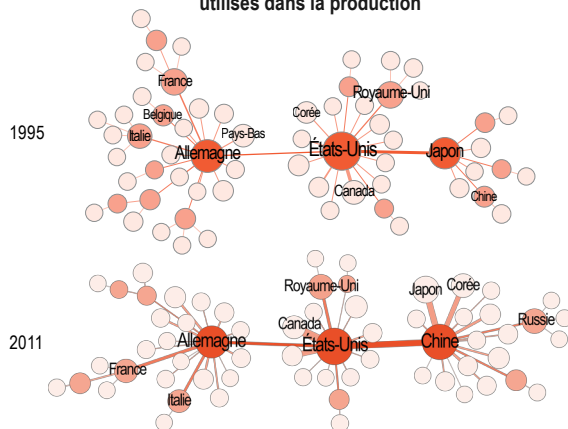 utilisés dans la production
1995
France
Belgique
Italie
Pays-Bas
Allemagne
Corée
Royaume-Uni
États-Unis
Canada
Japon
Chine
2011
Royaume-Uni
Japon
Corée
Canada
Russie
Allemagne
États-Unis
Chine
France
Italie